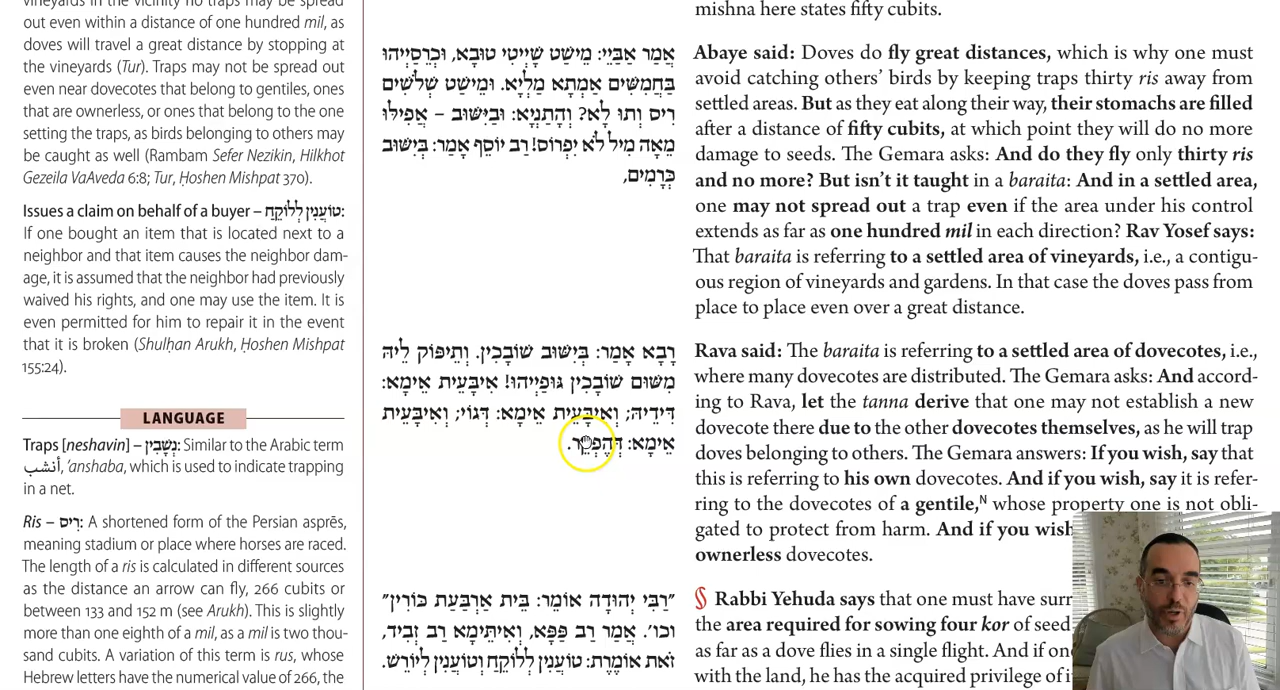 vineyards in the vicinity no traps may be spread
out even within a distance of one hundred mil, as
doves will travel a great distance by stopping at
the vineyards (Tur). Traps may not be spread out
even near dovecotes that belong to gentiles, ones
that are ownerless, or ones that belong to the one
setting the traps, as birds belonging to others may
be caught as well (Rambam Sefer Nezikin, Hilkhot
Gezeila VaAveda 6:8; Tur, Ḥoshen Mishpat 370).
Issues a claim on behalf of a buyer – טוֹעֲנִין לְלוֹקֵחַ:
If one bought an item that is located next to a
neighbor and that item causes the neighbor dam-
age, it is assumed that the neighbor had previously
waived his rights, and one may use the item. It is
even permitted for him to repair it in the event
that it is broken (Shulḥan Arukh, Ḥoshen Mishpat
155:24).
LANGUAGE
Traps [neshavin] – נְשָׁבִין: Similar to the Arabic term
أنشب, ’anshaba, which is used to indicate trapping
in a net.
Ris – רִיס: A shortened form of the Persian asprēs,
meaning stadium or place where horses are raced.
The length of a ris is calculated in different sources
as the distance an arrow can fly, 266 cubits or
between 133 and 152 m (see Arukh). This is slightly
more than one eighth of a mil, as a mil is two thou-
sand cubits. A variation of this term is rus, whose
Hebrew letters have the numerical value of 266, the
אֲמַר אַבַּיֵי: מֵישַׁט שָׁיְיטִי טוּבָא, וּכְרֵסַיְיהוּ
בַּחֲמִשִּׁים אַמְּתָא מַלְיָא. וּמֵישַׁט שְׁלֹשִׁים
רִיס וְתוּ לָא? וְהָתַנְיָא: וּבַיִּשּׁוּב – אֲפִילּוּ
מֵאָה מִיל לֹא יִפְרוֹס! רַב יוֹסֵף אָמַר: בְּיִשּׁוּב
כְּרָמִים,
רָבָא אָמַר: בְּיִשּׁוּב שׁוֹבָכִין. וְתֵיפּוֹק לֵיהּ
מִשּׁוּם שׁוֹבָכִין גּוּפַיְיהוּ! אִיבָּעֵית אֵימָא:
דִּידֵיהּ; וְאִיבָּעֵית אֵימָא: דְּגוֹי; וְאִיבָּעֵית
אֵימָא: דְּהֶפְקֵר.
״רַבִּי יְהוּדָה אוֹמֵר: בֵּית אַרְבַּעַת כּוֹרִין״
וכו׳. אֲמַר רַב פַּפָּא, וְאִיתֵּימָא רַב זְבִיד,
זֹאת אוֹמֶרֶת: טוֹעֲנִין לְלוֹקֵחַ וְטוֹעֲנִין לְיוֹרֵשׁ.
mishna here states fifty cubits.
Abaye said: Doves do fly great distances, which is why one must
avoid catching others’ birds by keeping traps thirty ris away from
settled areas. But as they eat along their way, their stomachs are filled
after a distance of fifty cubits, at which point they will do no more
damage to seeds. The Gemara asks: And do they fly only thirty ris
and no more? But isn’t it taught in a baraita: And in a settled area,
one may not spread out a trap even if the area under his control
extends as far as one hundred mil in each direction? Rav Yosef says:
That baraita is referring to a settled area of vineyards, i.e., a contigu-
ous region of vineyards and gardens. In that case the doves pass from
place to place even over a great distance.
Rava said: The baraita is referring to a settled area of dovecotes, i.e.,
where many dovecotes are distributed. The Gemara asks: And accord-
ing to Rava, let the tanna derive that one may not establish a new
dovecote there due to the other dovecotes themselves, as he will trap
doves belonging to others. The Gemara answers: If you wish, say that
this is referring to his own dovecotes. And if you wish, say it is refer-
ring to the dovecotes of a gentile,ᴺ whose property one is not obli-
gated to protect from harm. And if you wish
ownerless dovecotes.
§ Rabbi Yehuda says that one must have surr
the area required for sowing four kor of seed
as far as a dove flies in a single flight. And if one
with the land, he has the acquired privilege of i